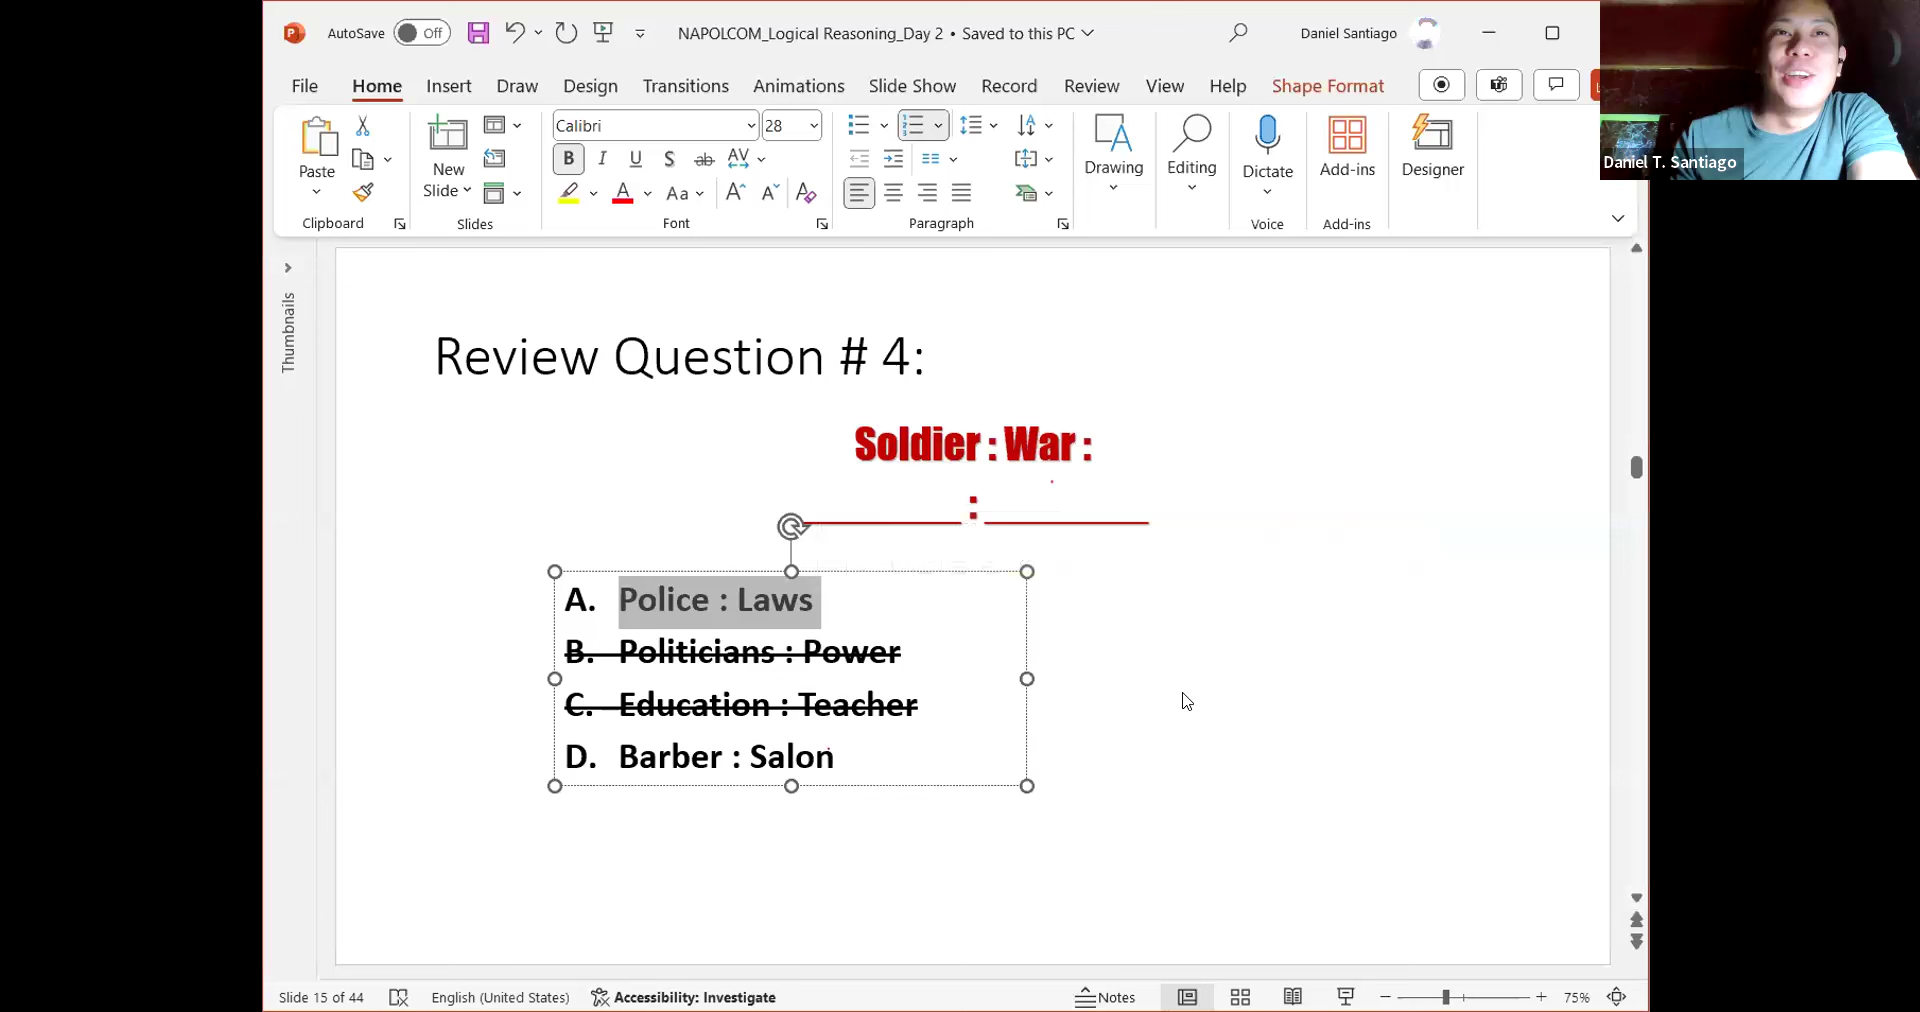 AutoSave Off NAPOLCOM_Logical Reasoning_Day 2 • Saved to this PC Daniel Santiago
File Home Insert Draw Design Transitions Animations Slide Show Record Review View Help Shape Format
Daniel T. Santiago
Calibri 28
Paste New Slide Drawing Editing Dictate Add-ins Designer
Clipboard Slides Font Paragraph Voice Add-ins
Thumbnails
Review Question # 4:
Soldier : War :
:
A. Police : Laws
B. Politicians : Power
C. Education : Teacher
D. Barber : Salon
Slide 15 of 44 English (United States) Accessibility: Investigate Notes 75%